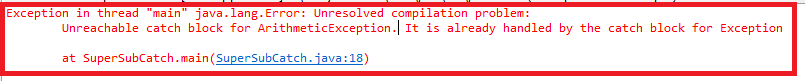 Exception in thread "main" java.lang.Error: Unresolved compilation problem:
Unreachable catch block for ArithmeticException. It is already handled by the catch block for Exception
at SuperSubCatch.main(SuperSubCatch.java:18)